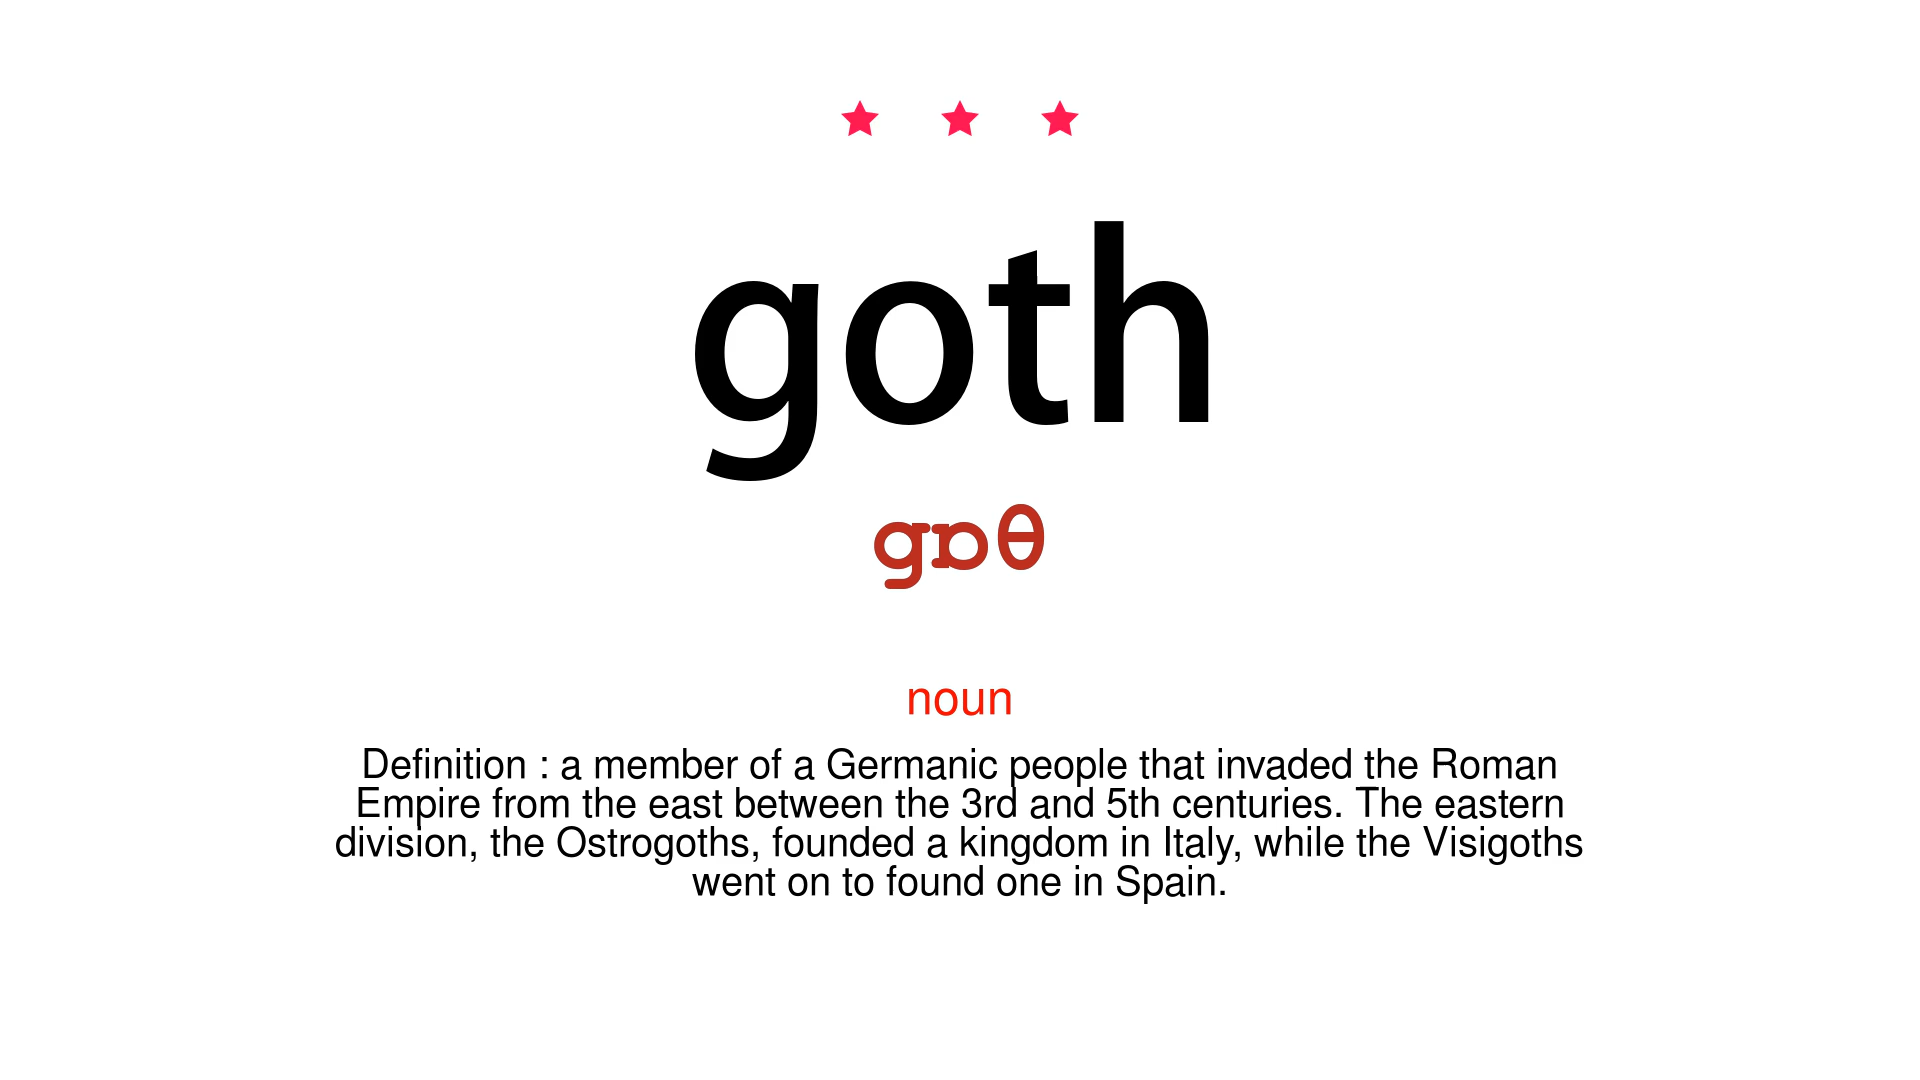 goth
gɒθ
noun
Definition : a member of a Germanic people that invaded the Roman
Empire from the east between the 3rd and 5th centuries. The eastern
division, the Ostrogoths, founded a kingdom in Italy, while the Visigoths
went on to found one in Spain.